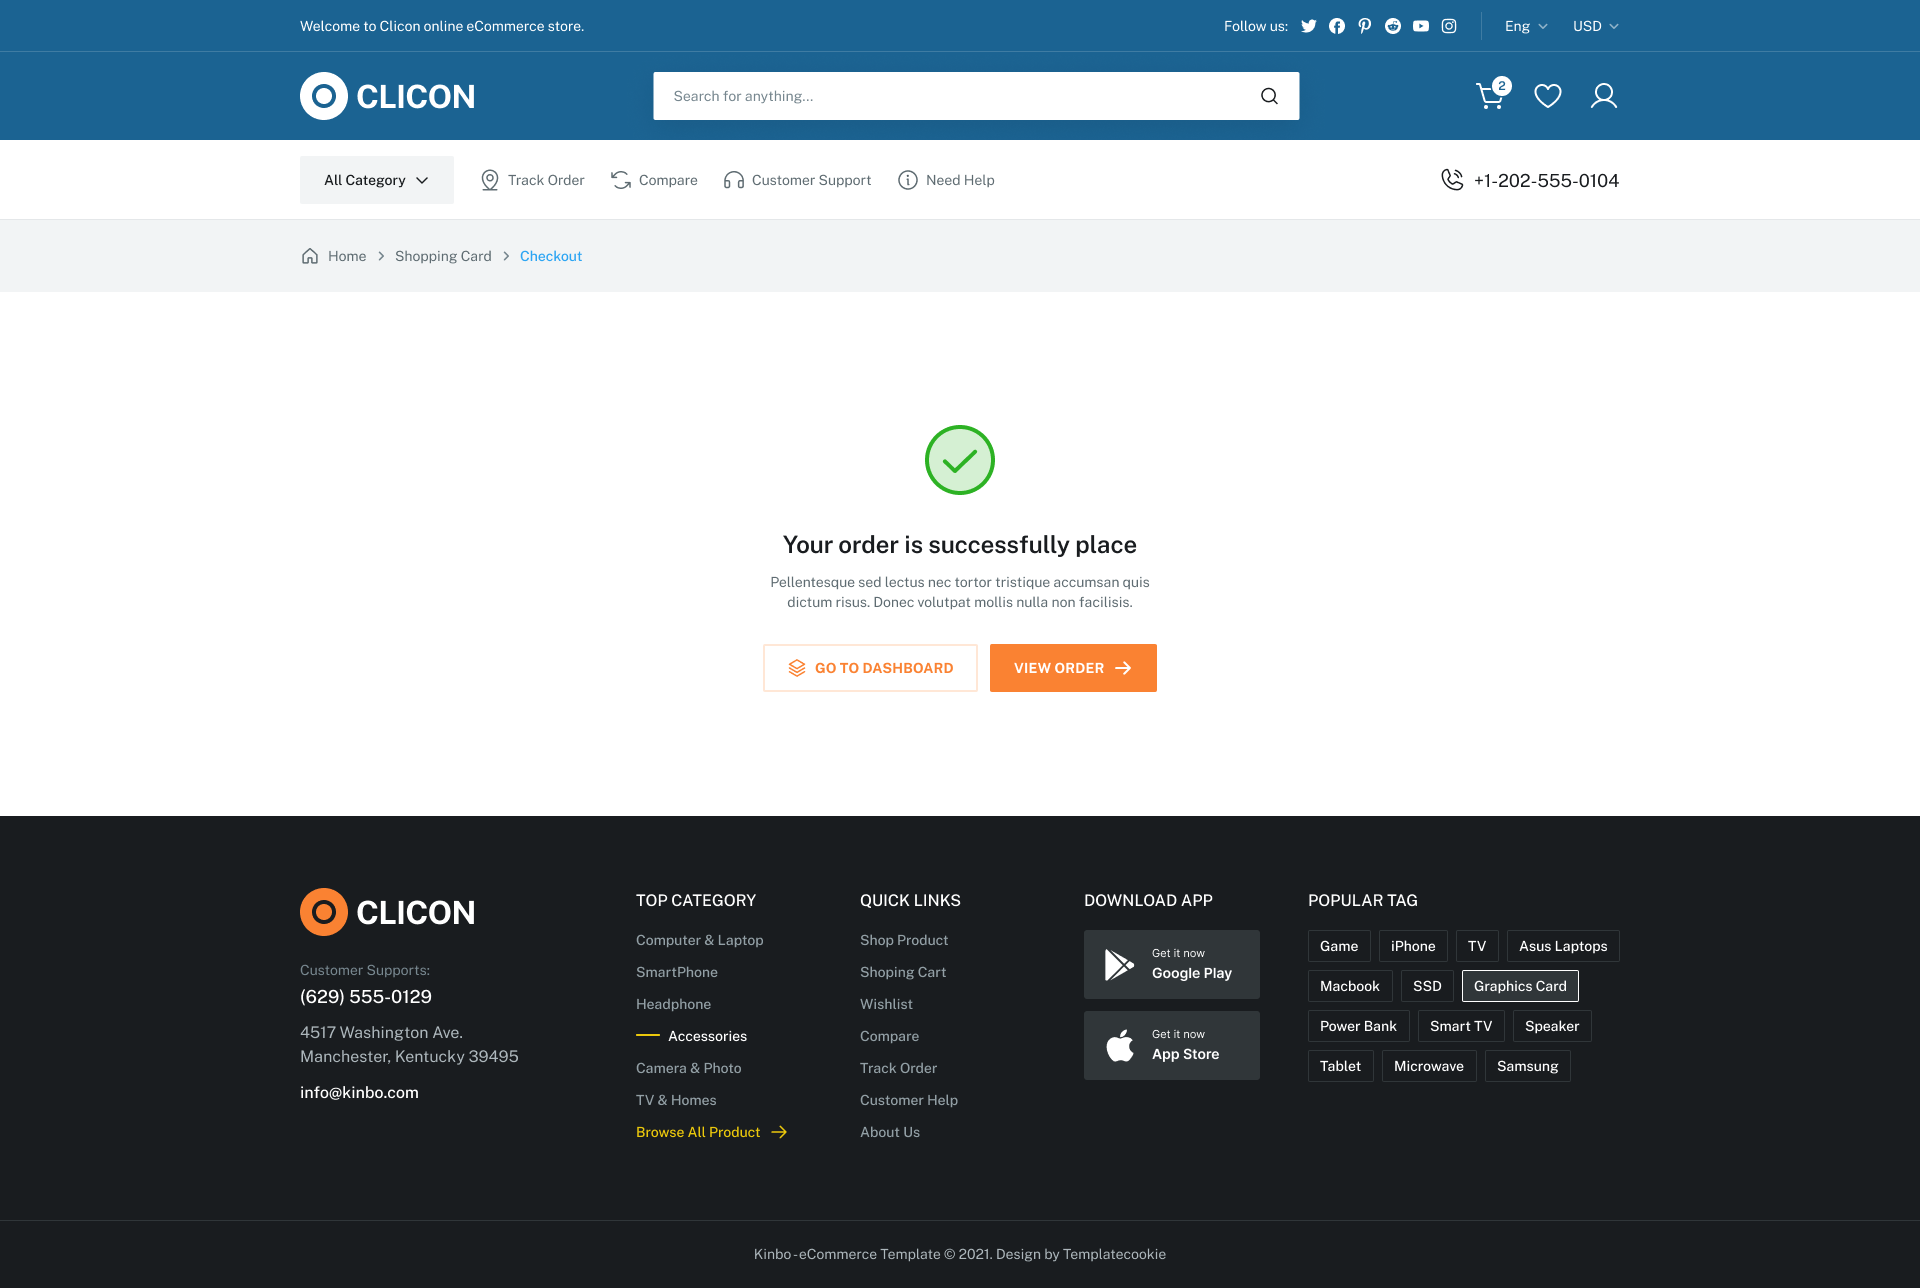 Welcome to Clicon online eCommerce store.
Follow us:
Eng
USD
CLICON
Search for anything...
2
All Category
Track Order
Compare
Customer Support
Need Help
+1-202-555-0104
Home
Shopping Card
Checkout
Your order is successfully place
Pellentesque sed lectus nec tortor tristique accumsan quis
dictum risus. Donec volutpat mollis nulla non facilisis.
GO TO DASHBOARD
VIEW ORDER
CLICON
Customer Supports:
(629) 555-0129
4517 Washington Ave.
Manchester, Kentucky 39495
info@kinbo.com
TOP CATEGORY
Computer & Laptop
SmartPhone
Headphone
Accessories
Camera & Photo
TV & Homes
Browse All Product
QUICK LINKS
Shop Product
Shoping Cart
Wishlist
Compare
Track Order
Customer Help
About Us
DOWNLOAD APP
Get it now
Google Play
Get it now
App Store
POPULAR TAG
Game
iPhone
TV
Asus Laptops
Macbook
SSD
Graphics Card
Power Bank
Smart TV
Speaker
Tablet
Microwave
Samsung
Kinbo - eCommerce Template © 2021. Design by Templatecookie